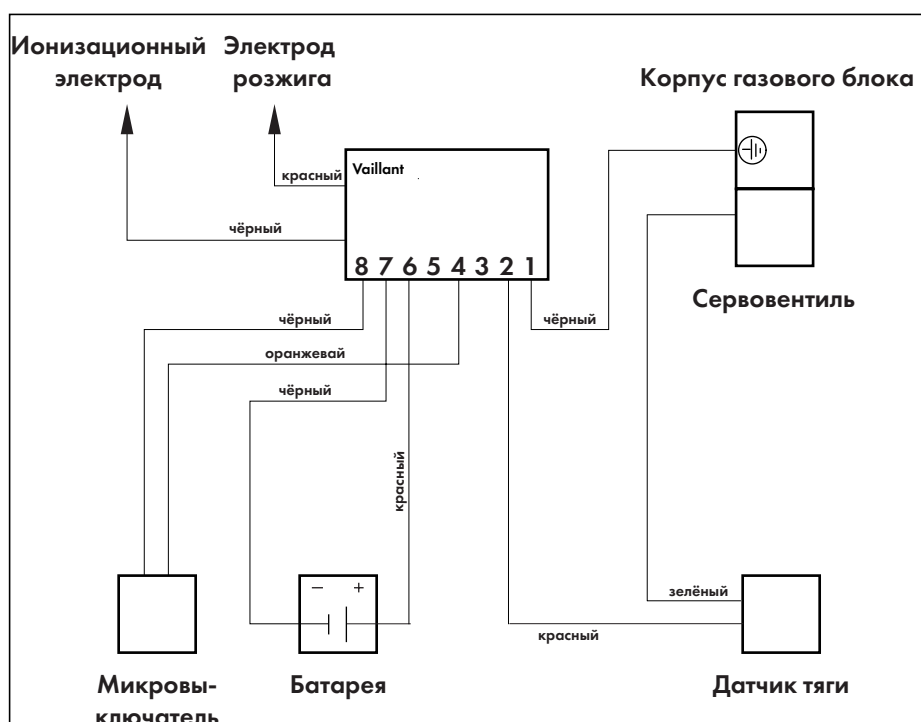 Ионизационный
электрод
Электрод
розжига
Корпус газового блока
красный
Vaillant
чёрный
8 7 6 5 4 3 2 1
Сервовентиль
чёрный
чёрный
оранжевай
чёрный
красный
зелёный
красный
− +
Микровы-
ключатель
Батарея
Датчик тяги